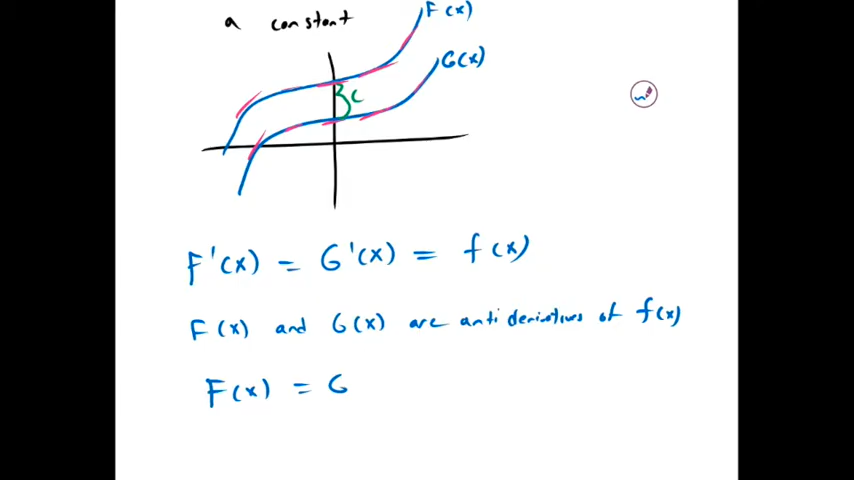 a constant
F(x)
G(x)
C
F'(x) = G'(x) = f(x)
F(x) and G(x) are antiderivatives of f(x)
F(x) = G